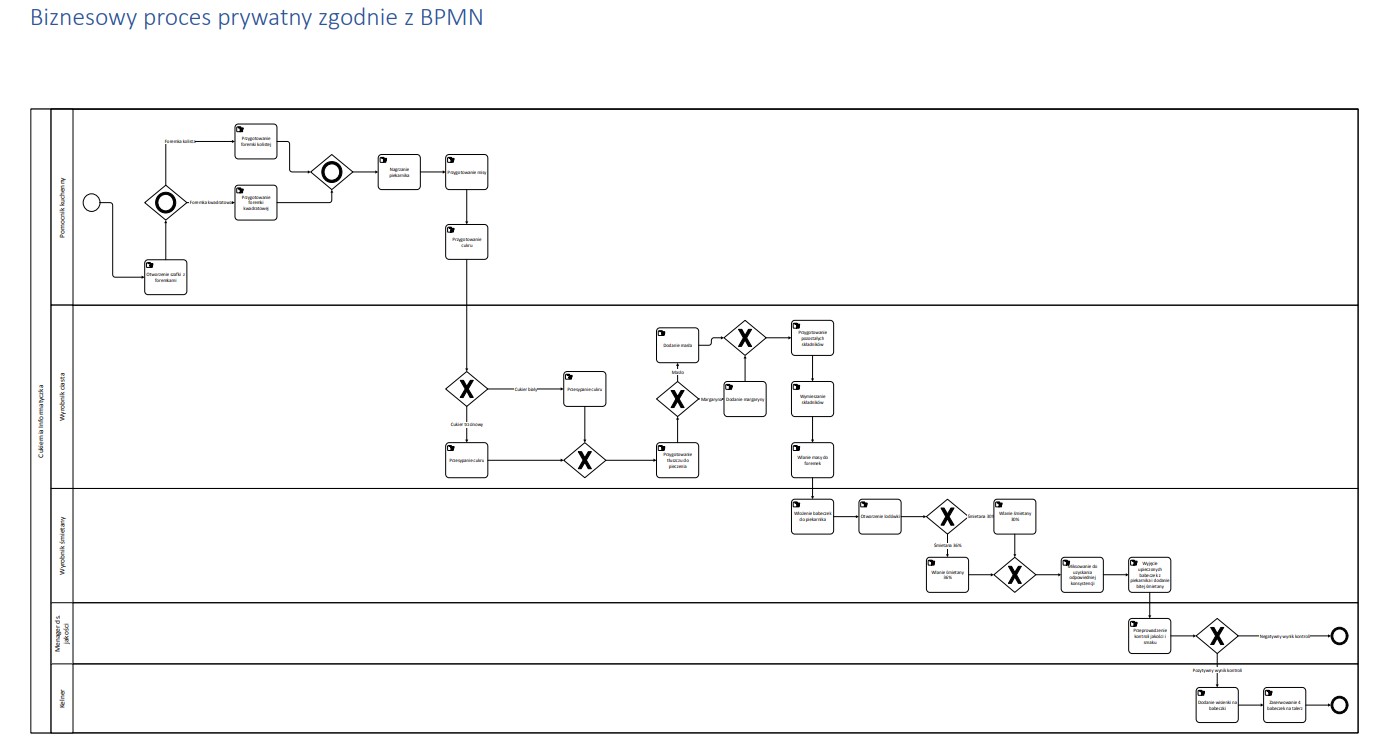 Biznesowy proces prywatny zgodnie z BPMN
Cukiernia Informatyczka
Pomocnik kuchenny
Foremka kolista
Przygotowanie
foremki kolistej
Foremka kwadratowa
Przygotowanie
foremki
kwadratowej
Otworzenie szafki z
foremkami
Nagrzanie
piekarnika
Przygotowanie misy
Przygotowanie
cukru
Wyrobnik ciasta
Cukier biały
Przesypanie cukru
Cukier trzcinowy
Przesypanie cukru
Przygotowanie
tłuszczu do
pieczenia
Masło
Dodanie masła
Margaryna
Dodanie margaryny
Przygotowanie
pozostałych
składników
Wymieszanie
składników
Wlanie masy do
foremek
Wyrobnik śmietany
Włożenie babeczek
do piekarnika
Otworzenie lodówki
Śmietana 30%
Wlanie śmietany
30%
Śmietana 36%
Wlanie śmietany
36%
Miksowanie do
uzyskania
odpowiedniej
konsystencji
Wyjęcie
upieczonych
babeczek z
piekarnika i dodanie
bitej śmietany
Menager ds.
jakości
Przeprowadzenie
kontroli jakości i
smaku
Negatywny wynik kontroli
Pozytywny wynik kontroli
Kelner
Dodanie wisienki na
babeczki
Zaserwowanie 4
babeczek na talerz